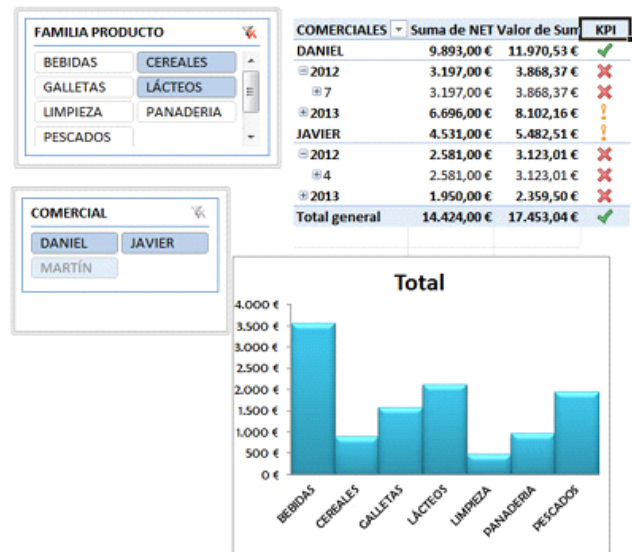 FAMILIA PRODUCTO
BEBIDAS CEREALES
GALLETAS LÁCTEOS
LIMPIEZA PANADERIA
PESCADOS
COMERCIAL
DANIEL JAVIER
MARTÍN
COMERCIALES Suma de NET Valor de Sum KPI
DANIEL 9.893,00 € 11.970,53 €
2012 3.197,00 € 3.868,37 €
7 3.197,00 € 3.868,37 €
2013 6.696,00 € 8.102,16 €
JAVIER 4.531,00 € 5.482,51 €
2012 2.581,00 € 3.123,01 €
4 2.581,00 € 3.123,01 €
2013 1.950,00 € 2.359,50 €
Total general 14.424,00 € 17.453,04 €
Total
4.000 €
3.500 €
3.000 €
2.500 €
2.000 €
1.500 €
1.000 €
500 €
0 €
BEBIDAS
CEREALES
GALLETAS
LÁCTEOS
LIMPIEZA
PANADERIA
PESCADOS